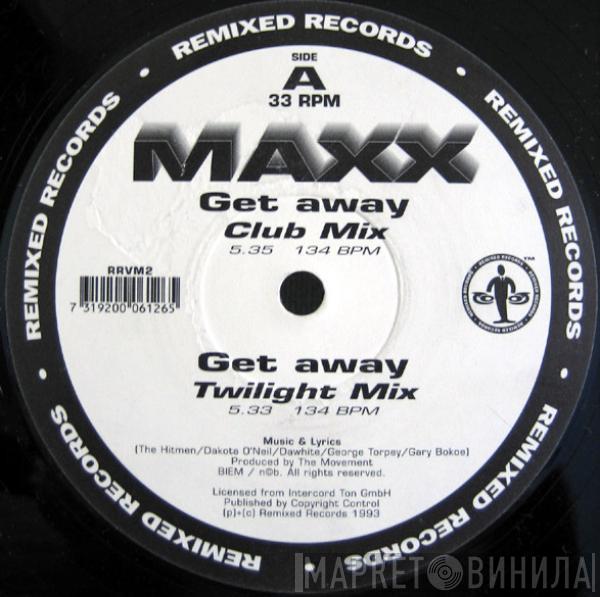 REMIXED RECORDS • REMIXED RECORDS • REMIXED RECORDS • REMIXED RECORDS • REMIXED RECORDS • REMIXED RECORDS •
SIDE
A
33 RPM
MAXX
Get away
Club Mix
5.35 134 BPM
RRVM2
7 319200 061265
TM
Get away
Twilight Mix
5.33 134 BPM
Music & Lyrics
(The Hitmen/Dakota O'Neil/Dawhite/George Torpey/Gary Bokoe)
Produced by The Movement
BIEM / n©b. All rights reserved.
Licensed from Intercord Ton GmbH
Published by Copyright Control
(p)+(c) Remixed Records 1993
МАРКЕТ ВИНИЛА